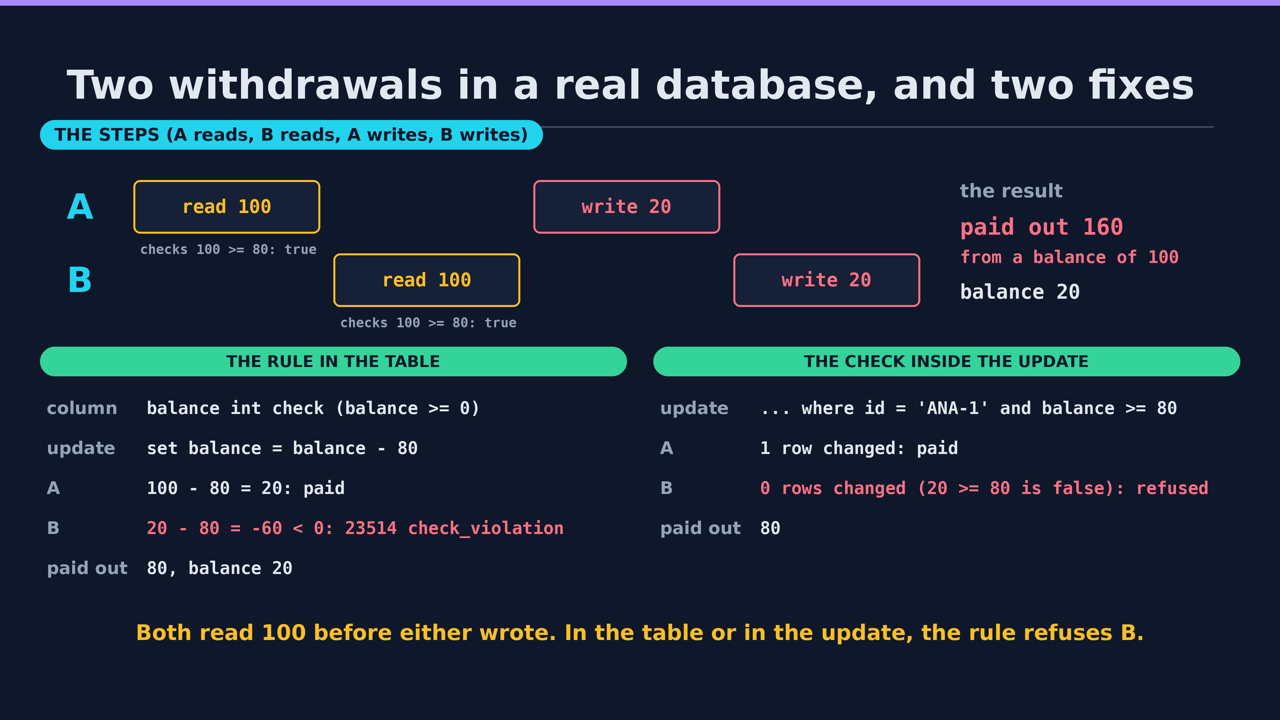 Two withdrawals in a real database, and two fixes
THE STEPS (A reads, B reads, A writes, B writes)
A
read 100
write 20
checks 100 >= 80: true
B
read 100
write 20
checks 100 >= 80: true
the result
paid out 160
from a balance of 100
balance 20
THE RULE IN THE TABLE
column balance int check (balance >= 0)
update set balance = balance - 80
A 100 - 80 = 20: paid
B 20 - 80 = -60 < 0: 23514 check_violation
paid out 80, balance 20
THE CHECK INSIDE THE UPDATE
update ... where id = 'ANA-1' and balance >= 80
A 1 row changed: paid
B 0 rows changed (20 >= 80 is false): refused
paid out 80
Both read 100 before either wrote. In the table or in the update, the rule refuses B.